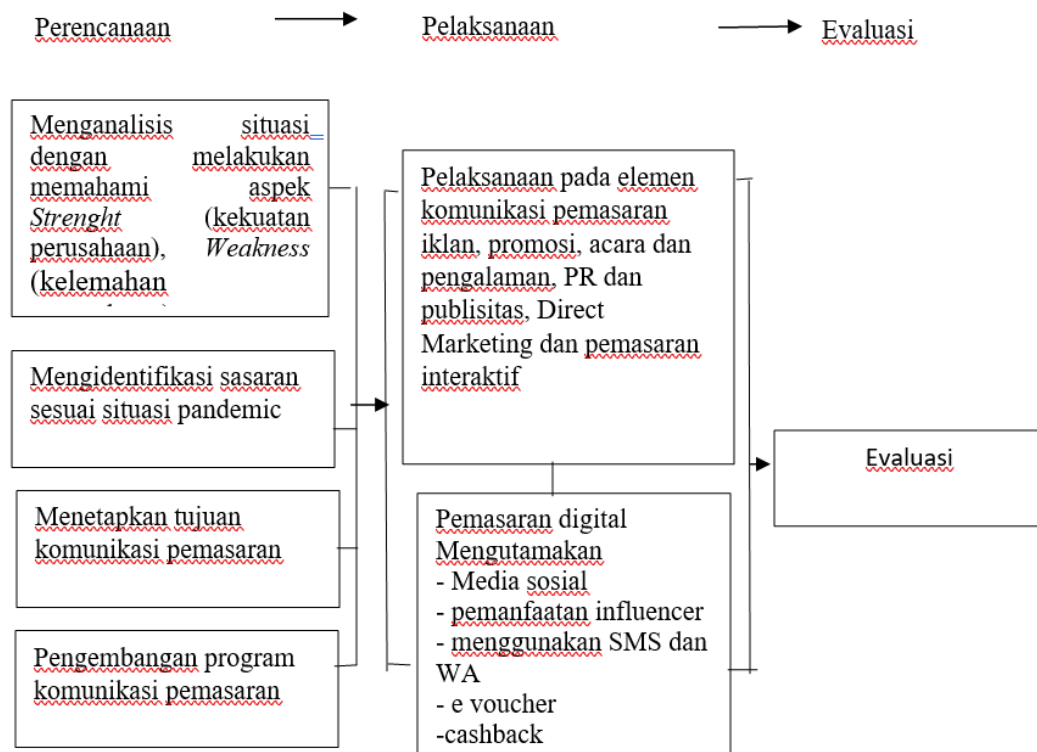 Perencanaan
Pelaksanaan
Evaluasi
Menganalisis situasi
dengan melakukan
memahami aspek
Strenght (kekuatan
perusahaan), Weakness
(kelemahan
Mengidentifikasi sasaran
sesuai situasi pandemic
Menetapkan tujuan
komunikasi pemasaran
Pengembangan program
komunikasi pemasaran
Pelaksanaan pada elemen
komunikasi pemasaran
iklan, promosi, acara dan
pengalaman, PR dan
publisitas, Direct
Marketing dan pemasaran
interaktif
Pemasaran digital
Mengutamakan
- Media sosial
- pemanfaatan influencer
- menggunakan SMS dan
WA
- e voucher
-cashback
Evaluasi